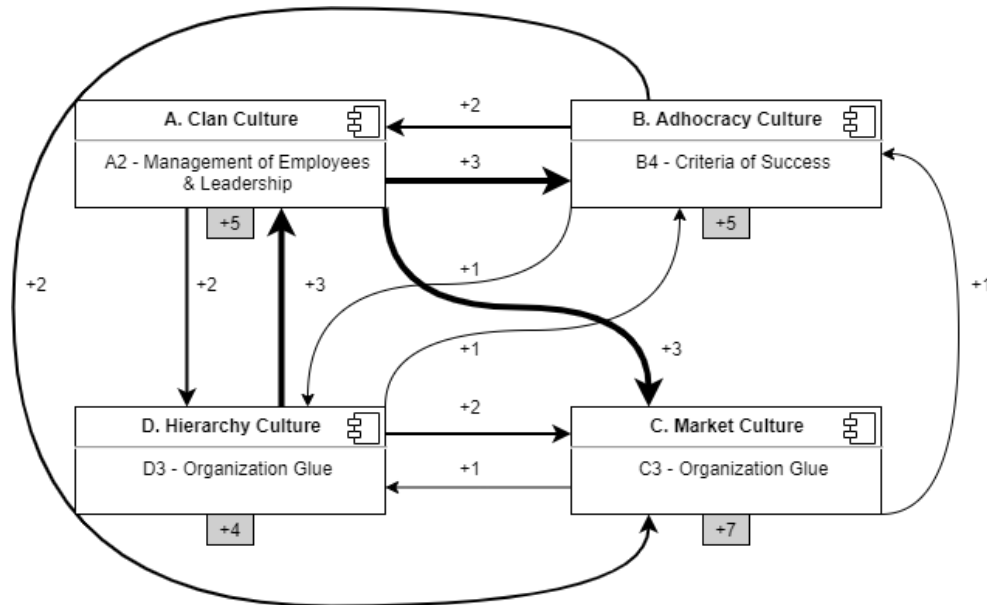 +2
A. Clan Culture
B. Adhocracy Culture
A2 - Management of Employees
& Leadership
+3
B4 - Criteria of Success
+5
+5
+2
+2
+3
+1
+1
+1
+3
D. Hierarchy Culture
+2
C. Market Culture
D3 - Organization Glue
+1
C3 - Organization Glue
+4
+7